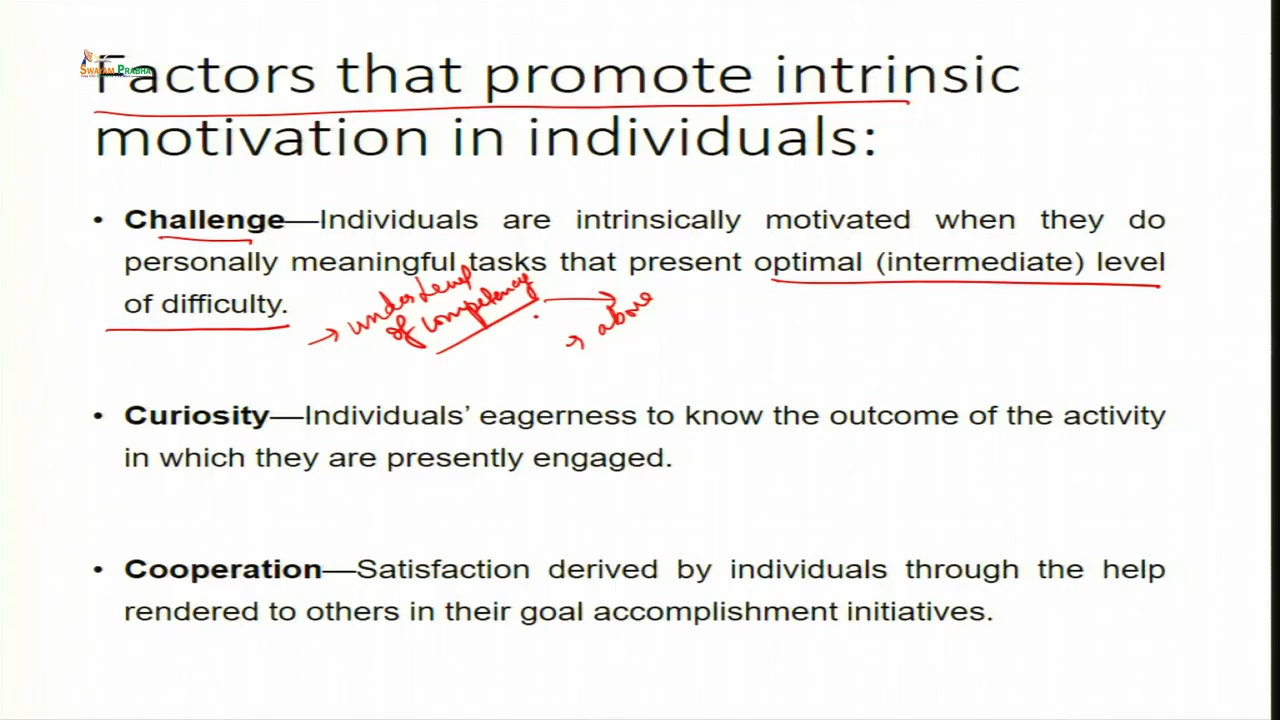 SWAYAM PRABHA
Factors that promote intrinsic
motivation in individuals:
• Challenge—Individuals are intrinsically motivated when they do
personally meaningful tasks that present optimal (intermediate) level
of difficulty.
→ under level
of competency
→ above
• Curiosity—Individuals’ eagerness to know the outcome of the activity
in which they are presently engaged.
• Cooperation—Satisfaction derived by individuals through the help
rendered to others in their goal accomplishment initiatives.